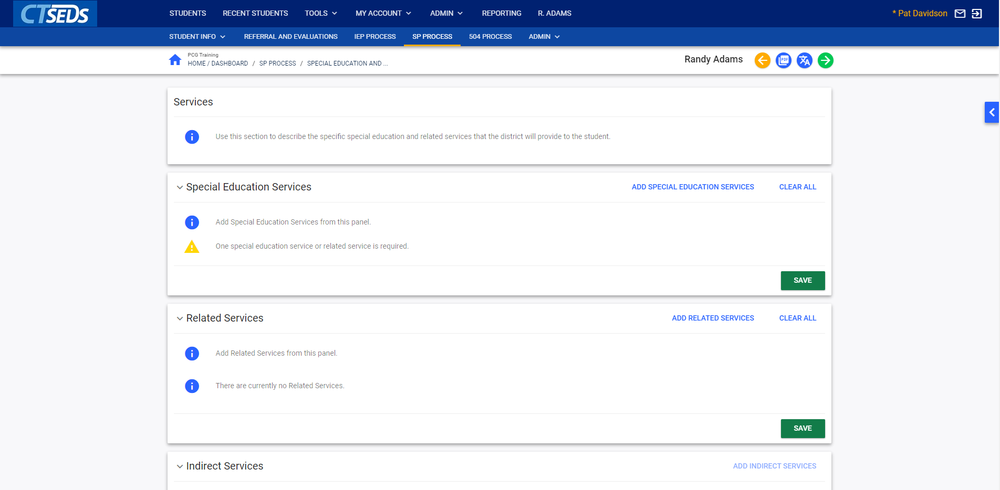 CTSEDS
STUDENTS RECENT STUDENTS TOOLS MY ACCOUNT ADMIN REPORTING R. ADAMS
* Pat Davidson
STUDENT INFO REFERRAL AND EVALUATIONS IEP PROCESS SP PROCESS 504 PROCESS ADMIN
PCG Training
HOME / DASHBOARD / SP PROCESS / SPECIAL EDUCATION AND ...
Randy Adams
PDF
Services
Use this section to describe the specific special education and related services that the district will provide to the student.
Special Education Services ADD SPECIAL EDUCATION SERVICES CLEAR ALL
Add Special Education Services from this panel.
One special education service or related service is required.
SAVE
Related Services ADD RELATED SERVICES CLEAR ALL
Add Related Services from this panel.
There are currently no Related Services.
SAVE
Indirect Services ADD INDIRECT SERVICES